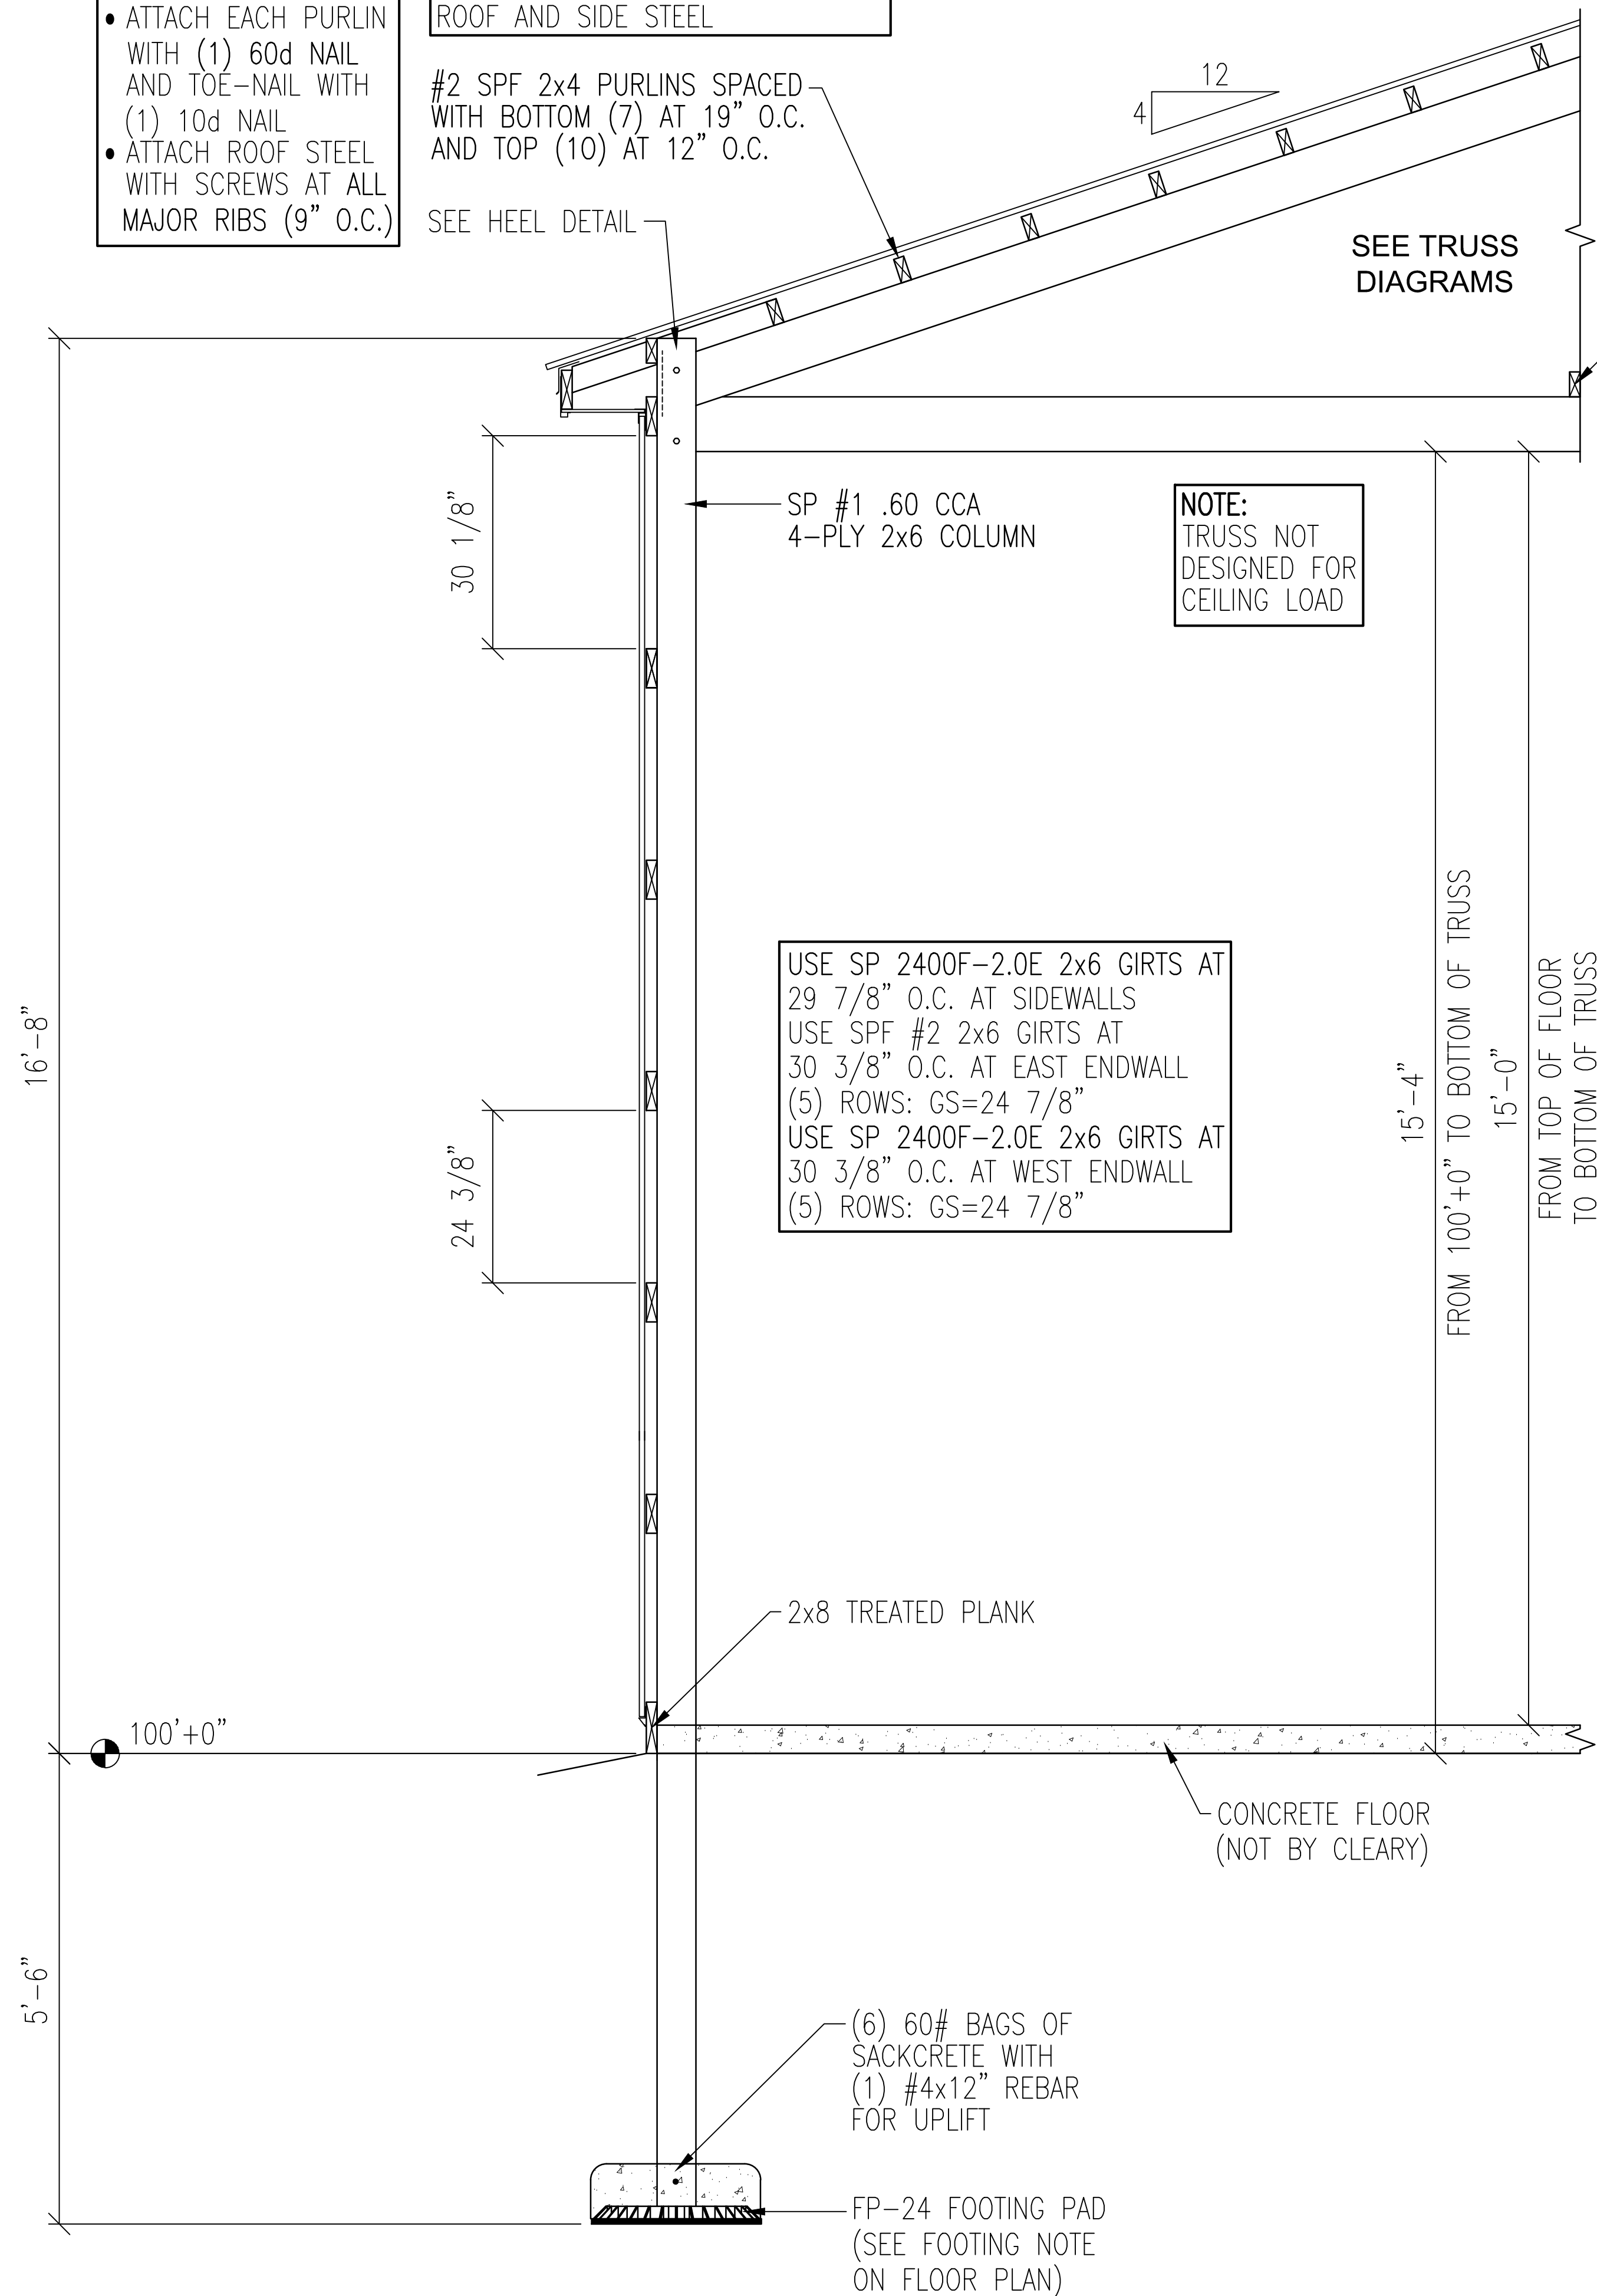 • ATTACH EACH PURLIN
WITH (1) 60d NAIL
AND TOE-NAIL WITH
(1) 10d NAIL
• ATTACH ROOF STEEL
WITH SCREWS AT ALL
MAJOR RIBS (9" O.C.)
ROOF AND SIDE STEEL
#2 SPF 2x4 PURLINS SPACED
WITH BOTTOM (7) AT 19" O.C.
AND TOP (10) AT 12" O.C.
SEE HEEL DETAIL
12
4
SEE TRUSS
DIAGRAMS
30 1/8"
SP #1 .60 CCA
4-PLY 2x6 COLUMN
NOTE:
TRUSS NOT
DESIGNED FOR
CEILING LOAD
16'-8"
24 3/8"
USE SP 2400F-2.0E 2x6 GIRTS AT
29 7/8" O.C. AT SIDEWALLS
USE SPF #2 2x6 GIRTS AT
30 3/8" O.C. AT EAST ENDWALL
(5) ROWS: GS=24 7/8"
USE SP 2400F-2.0E 2x6 GIRTS AT
30 3/8" O.C. AT WEST ENDWALL
(5) ROWS: GS=24 7/8"
15'-4"
FROM 100'+0" TO BOTTOM OF TRUSS
15'-0"
FROM TOP OF FLOOR
TO BOTTOM OF TRUSS
2x8 TREATED PLANK
100'+0"
CONCRETE FLOOR
(NOT BY CLEARY)
5'-6"
(6) 60# BAGS OF
SACKCRETE WITH
(1) #4x12" REBAR
FOR UPLIFT
FP-24 FOOTING PAD
(SEE FOOTING NOTE
ON FLOOR PLAN)